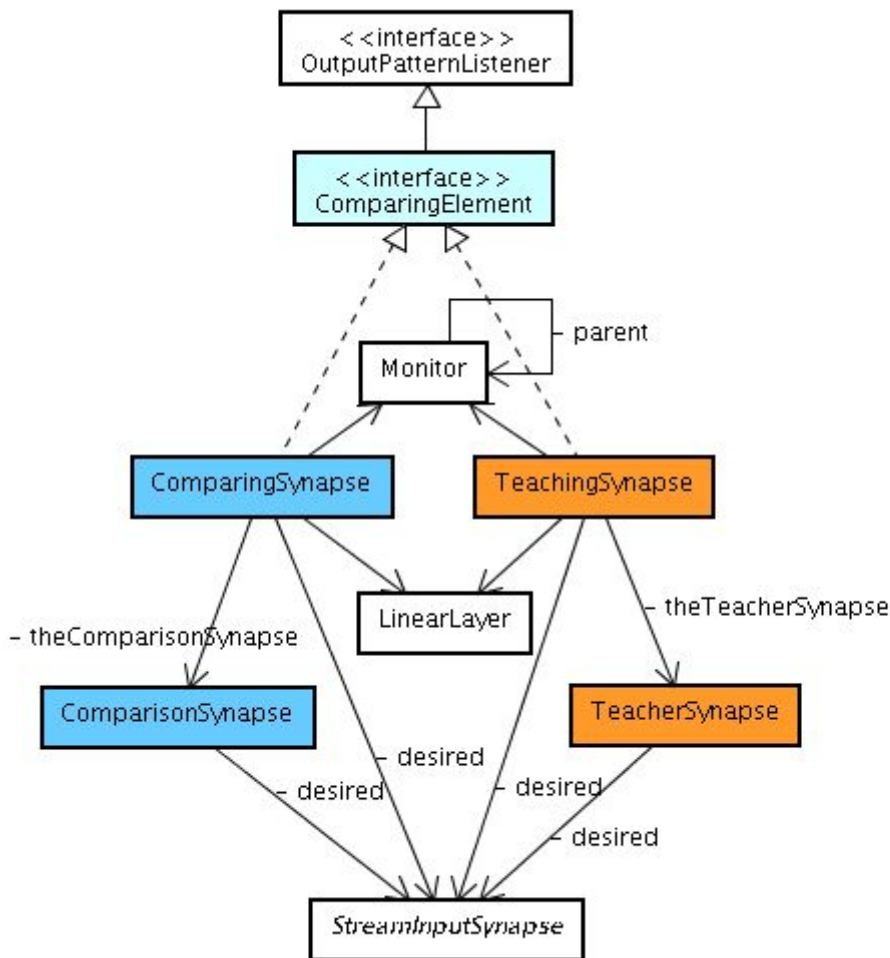 <<interface>>
OutputPatternListener
<<interface>>
ComparingElement
- parent
Monitor
ComparingSynapse
TeachingSynapse
LinearLayer
- theTeacherSynapse
- theComparisonSynapse
ComparisonSynapse
TeacherSynapse
- desired
- desired
- desired
- desired
StreamInputSynapse